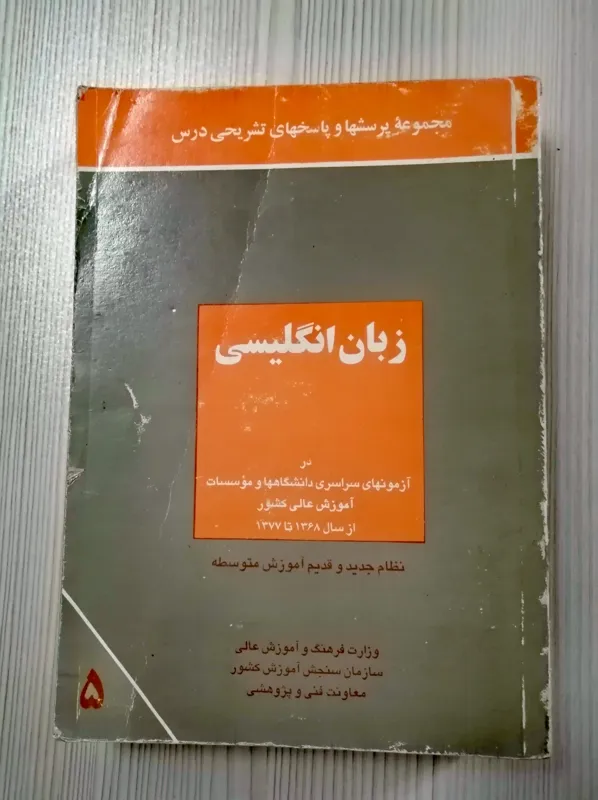 مجموعهٔ پرسشها و پاسخهای تشریحی درس
زبان انگلیسی
در
آزمونهای سراسری دانشگاهها و مؤسسات
آموزش عالی کشور
از سال ۱۳۶۸ تا ۱۳۷۷
نظام جدید و قدیم آموزش متوسطه
وزارت فرهنگ و آموزش عالی
سازمان سنجش آموزش کشور
معاونت فنی و پژوهشی
۵